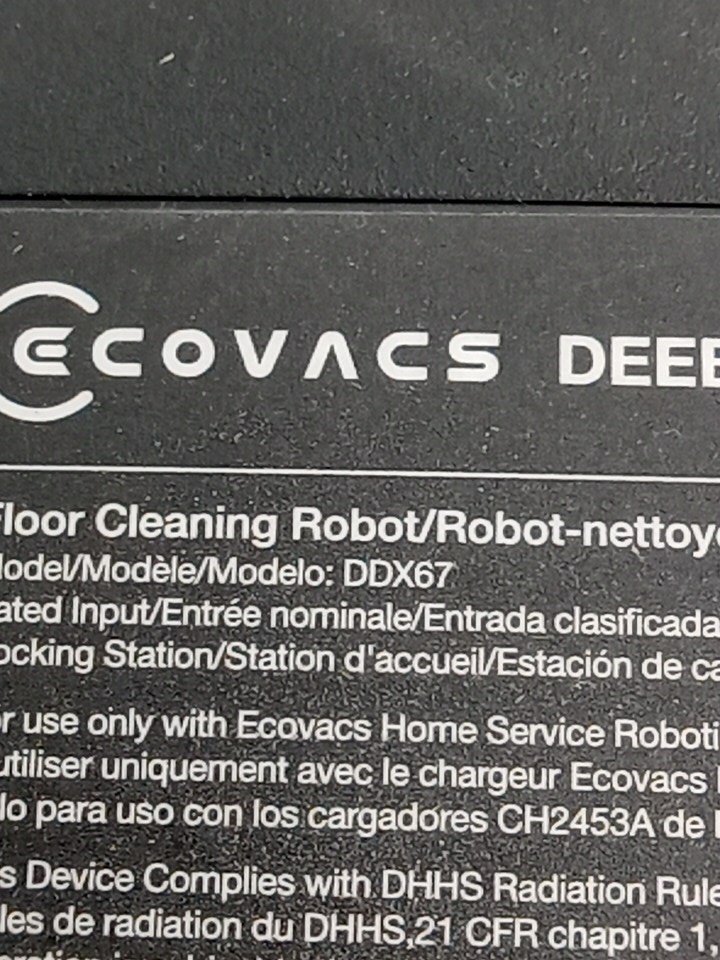 ECOVACS DEEB
Floor Cleaning Robot/Robot-nettoye
Model/Modèle/Modelo: DDX67
ated Input/Entrée nominale/Entrada clasificada
ocking Station/Station d'accueil/Estación de ca
or use only with Ecovacs Home Service Roboti
utiliser uniquement avec le chargeur Ecovacs
lo para uso con los cargadores CH2453A de
s Device Complies with DHHS Radiation Rule
les de radiation du DHHS,21 CFR chapitre 1,